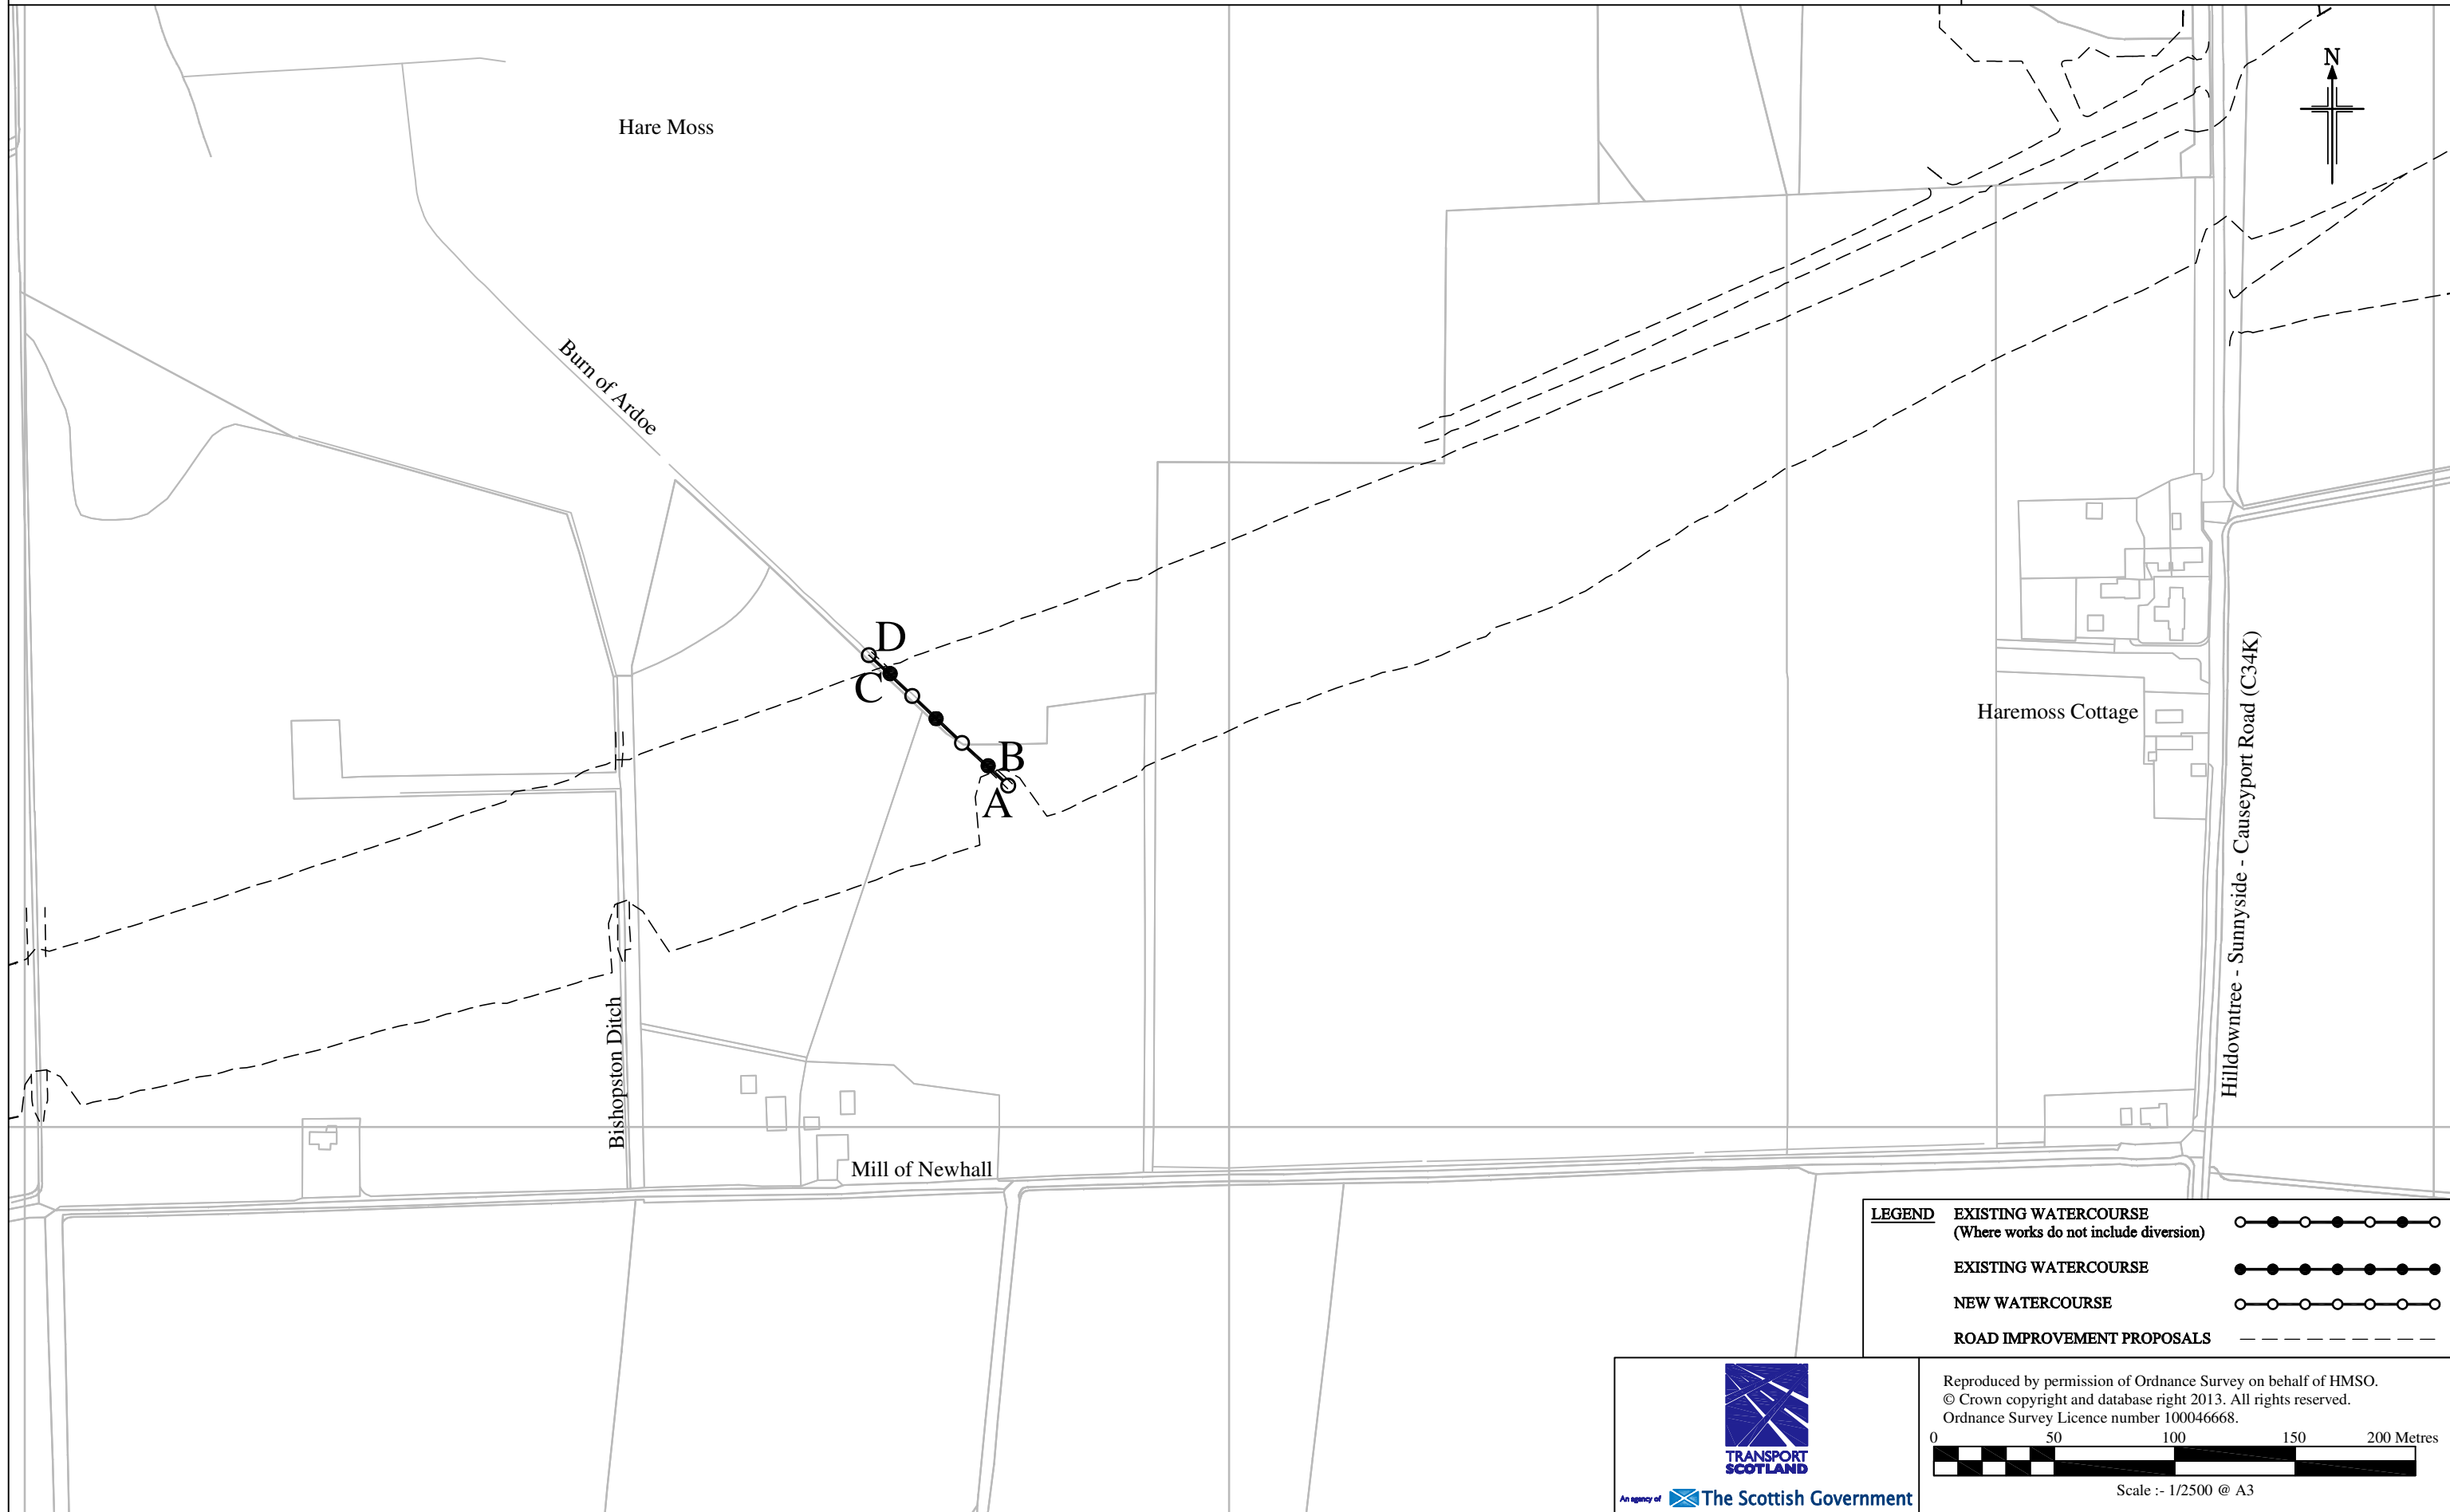 N
Hare Moss
Burn of Ardoe
D
C
B
A
Haremoss Cottage
Hilldowntree - Sunnyside - Causeyport Road (C34K)
Bishopston Ditch
Mill of Newhall
LEGEND
EXISTING WATERCOURSE
(Where works do not include diversion)
EXISTING WATERCOURSE
NEW WATERCOURSE
ROAD IMPROVEMENT PROPOSALS
TRANSPORT
SCOTLAND
An agency of The Scottish Government
Reproduced by permission of Ordnance Survey on behalf of HMSO.
© Crown copyright and database right 2013. All rights reserved.
Ordnance Survey Licence number 100046668.
0 50 100 150 200 Metres
Scale :- 1/2500 @ A3